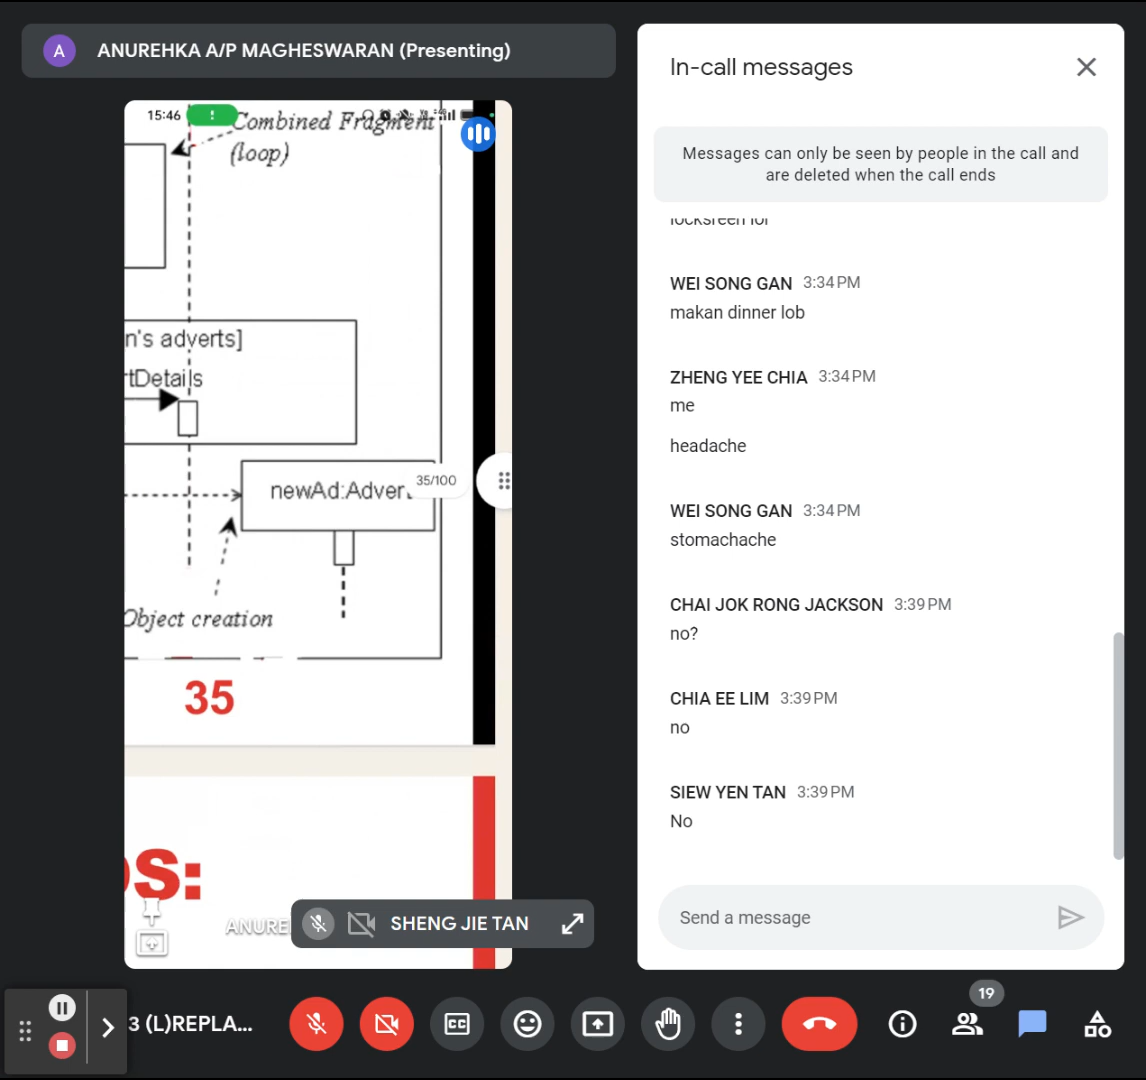 A
ANUREHKA A/P MAGHESWARAN (Presenting)
15:46
Combined Fragment
(loop)
n's adverts]
rtDetails
35/100
newAd:Advert
Object creation
35
s:
ANURE
SHENG JIE TAN
In-call messages
Messages can only be seen by people in the call and
are deleted when the call ends
locksreen lol
WEI SONG GAN 3:34 PM
makan dinner lob
ZHENG YEE CHIA 3:34 PM
me
headache
WEI SONG GAN 3:34 PM
stomachache
CHAI JOK RONG JACKSON 3:39 PM
no?
CHIA EE LIM 3:39 PM
no
SIEW YEN TAN 3:39 PM
No
Send a message
3 (L)REPLA...
CC
19